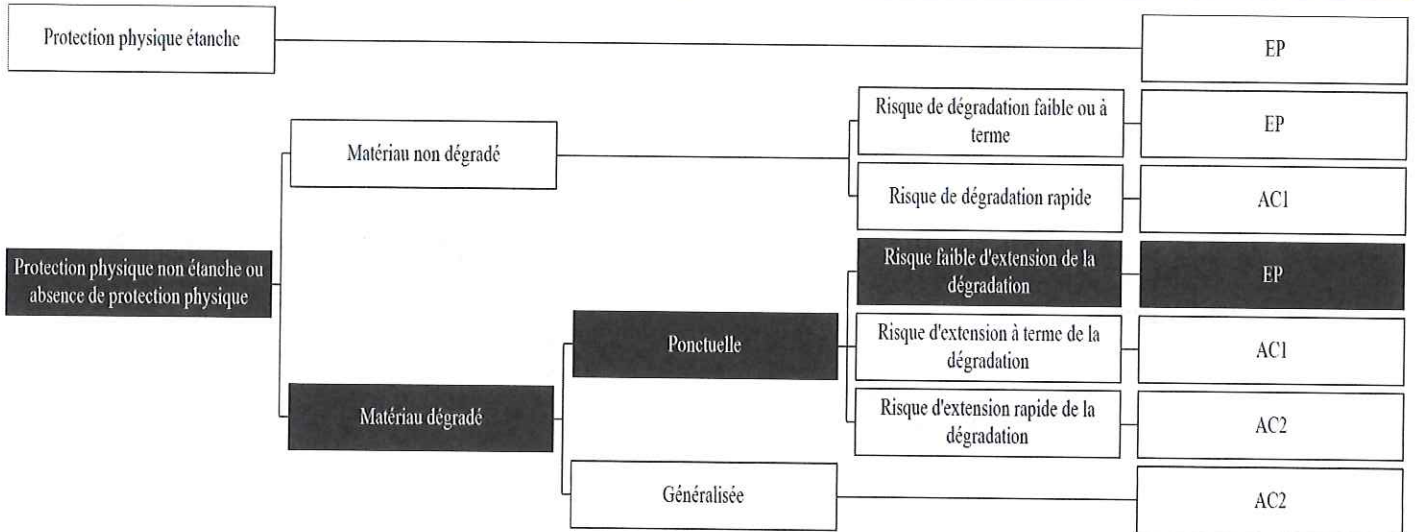 Protection physique étanche
EP
Risque de dégradation faible ou à
terme
EP
Matériau non dégradé
Risque de dégradation rapide
AC1
Protection physique non étanche ou
absence de protection physique
Risque faible d'extension de la
dégradation
EP
Ponctuelle
Risque d'extension à terme de la
dégradation
AC1
Matériau dégradé
Risque d'extension rapide de la
dégradation
AC2
Généralisée
AC2